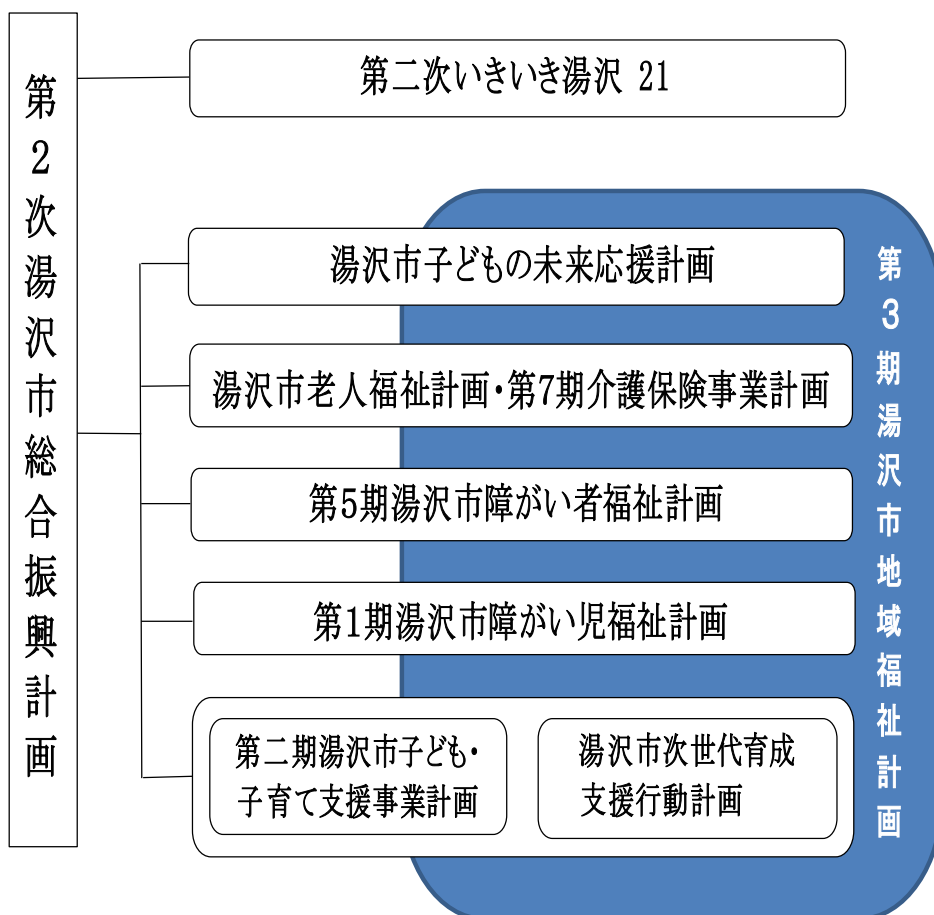 第2次湯沢市総合振興計画
第二次いきいき湯沢 21
湯沢市子どもの未来応援計画
湯沢市老人福祉計画・第7期介護保険事業計画
第5期湯沢市障がい者福祉計画
第1期湯沢市障がい児福祉計画
第二期湯沢市子ども・
子育て支援事業計画
湯沢市次世代育成
支援行動計画
第3期湯沢市地域福祉計画